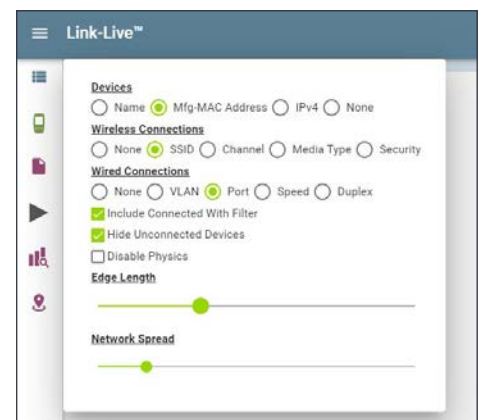 Link-Live™
Devices
Name Mfg-MAC Address IPv4 None
Wireless Connections
None SSID Channel Media Type Security
Wired Connections
None VLAN Port Speed Duplex
Include Connected With Filter
Hide Unconnected Devices
Disable Physics
Edge Length
Network Spread